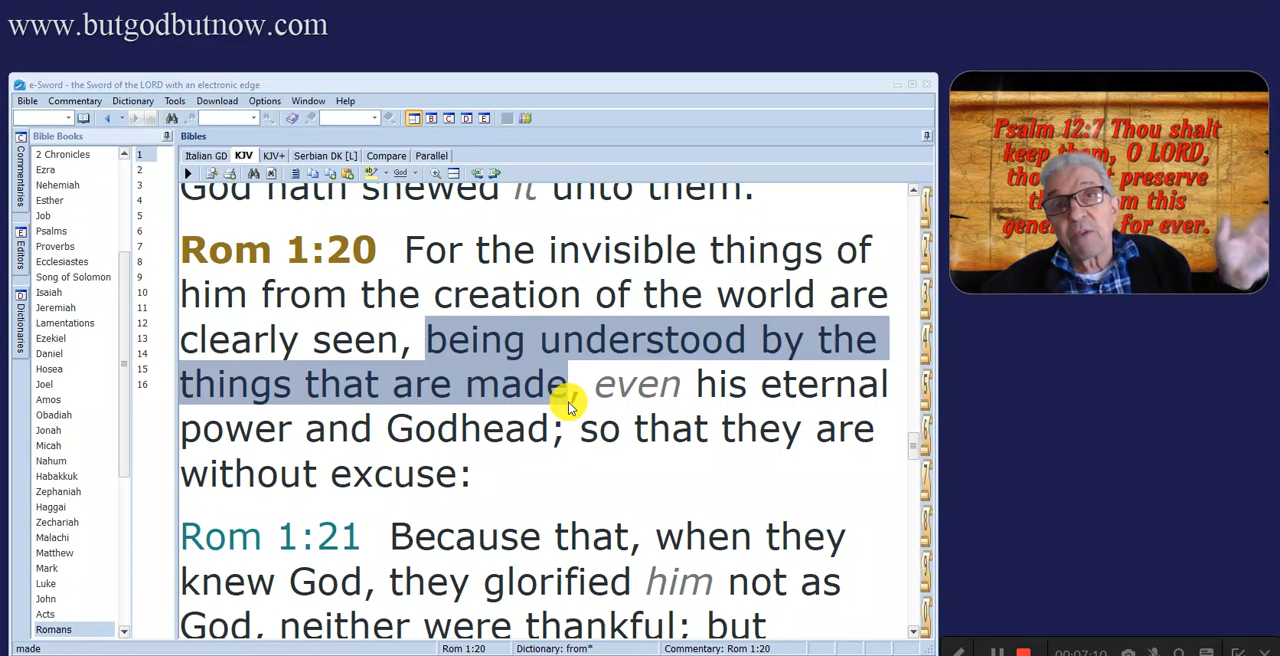 www.butgodbutnow.com
e-Sword - the Sword of the LORD with an electronic edge
Bible Commentary Dictionary Tools Download Options Window Help
Bible Books
Bibles
Italian GD KJV KJV+ Serbian DK [L] Compare Parallel
Commentaries
Editors
Dictionaries
2 Chronicles
Ezra
Nehemiah
Esther
Job
Psalms
Proverbs
Ecclesiastes
Song of Solomon
Isaiah
Jeremiah
Lamentations
Ezekiel
Daniel
Hosea
Joel
Amos
Obadiah
Jonah
Micah
Nahum
Habakkuk
Zephaniah
Haggai
Zechariah
Malachi
Matthew
Mark
Luke
John
Acts
Romans
1
2
3
4
5
6
7
8
9
10
11
12
13
14
15
16
God hath shewed it unto them.
Rom 1:20 For the invisible things of
him from the creation of the world are
clearly seen, being understood by the
things that are made, even his eternal
power and Godhead; so that they are
without excuse:
Rom 1:21 Because that, when they
knew God, they glorified him not as
God, neither were thankful; but
made
Rom 1:20
Dictionary: from*
Commentary: Rom 1:20
Psalm 12:7 Thou shalt
keep them, O LORD,
preserve
this
for ever.
00:07:10